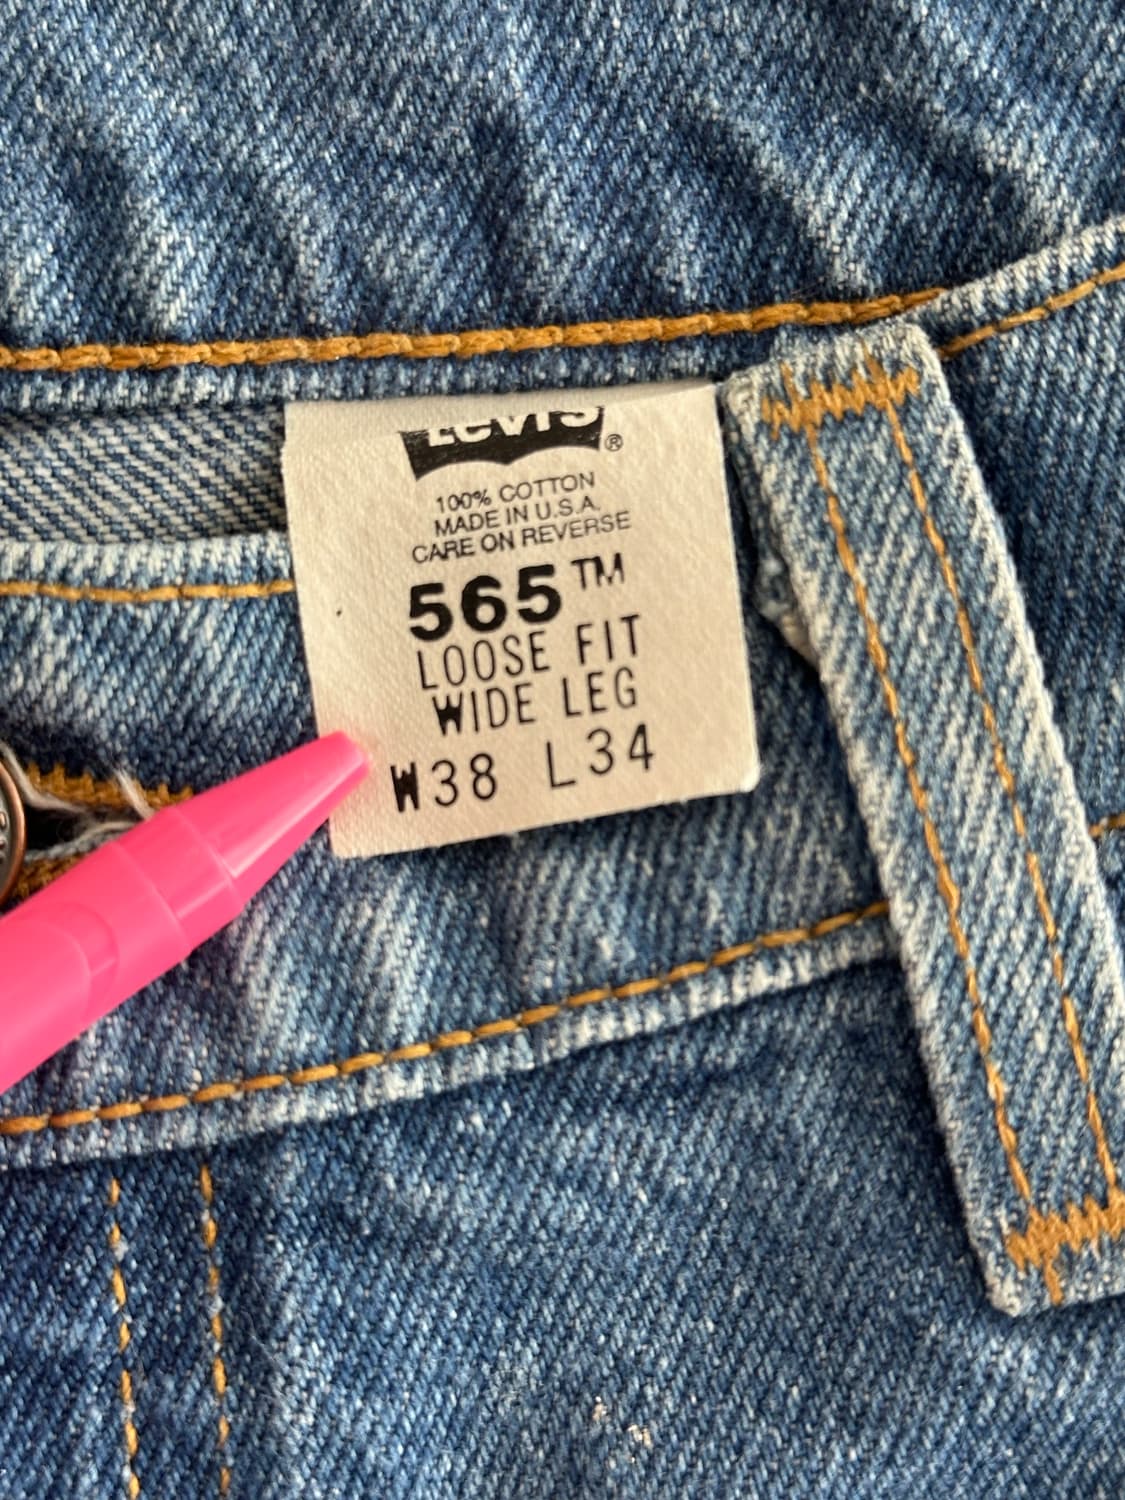 Levi's ®
100% COTTON
MADE IN U.S.A.
CARE ON REVERSE
565™
LOOSE FIT
WIDE LEG
W38 L34